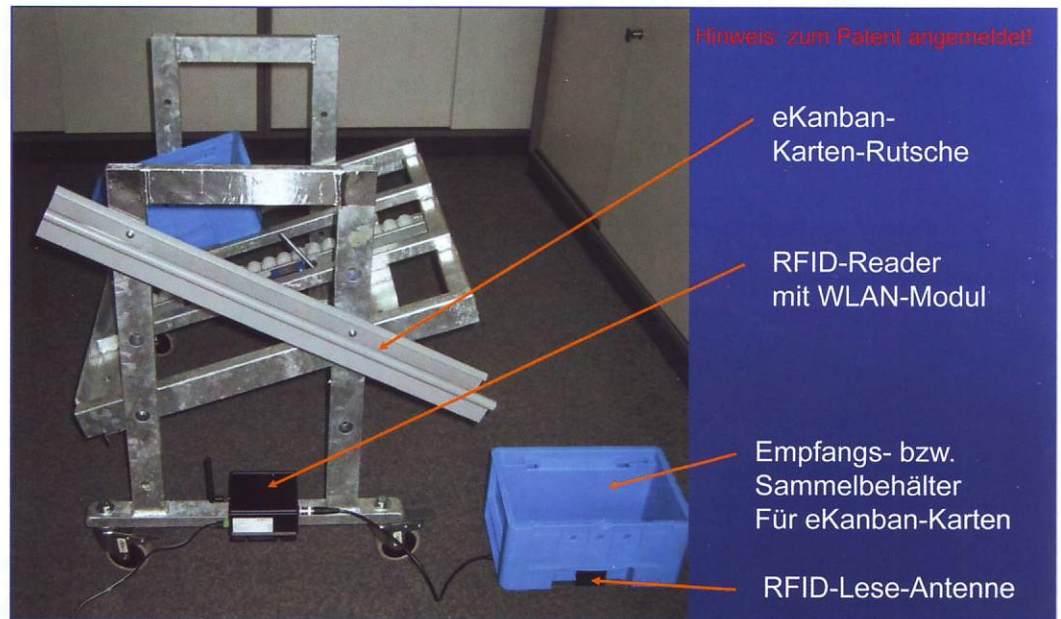 Hinweis: zum Patent angemeldet!
eKanban-
Karten-Rutsche
RFID-Reader
mit WLAN-Modul
Empfangs- bzw.
Sammelbehälter
Für eKanban-Karten
RFID-Lese-Antenne